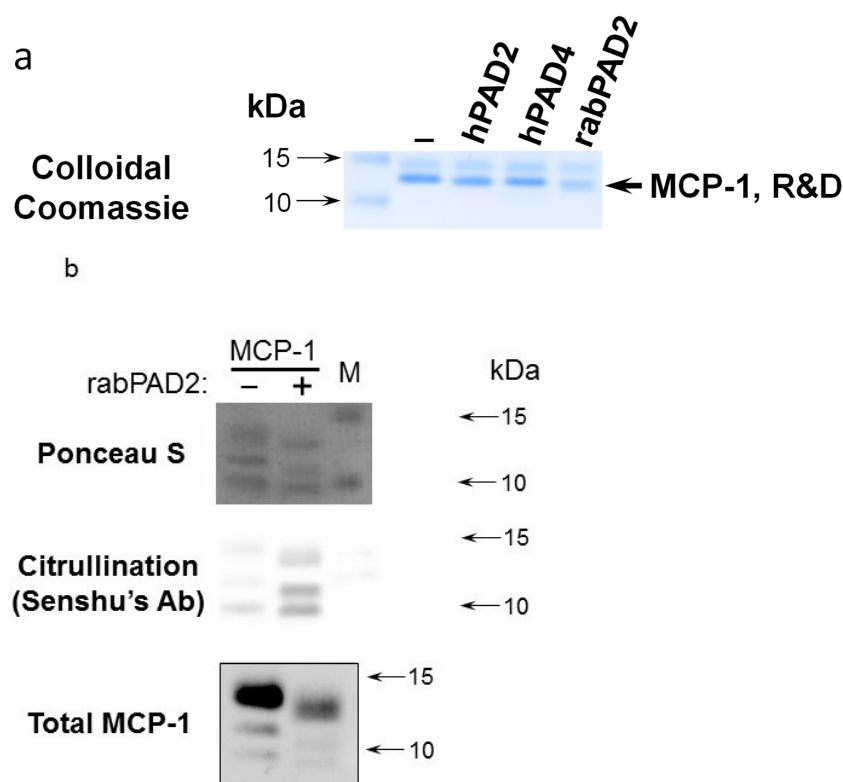 a
kDa
– hPAD2 hPAD4 rabPAD2
Colloidal
Coomassie
15
10
MCP-1, R&D
b
MCP-1
rabPAD2: – + M
kDa
Ponceau S
15
10
Citrullination
(Senshu's Ab)
15
10
Total MCP-1
15
10